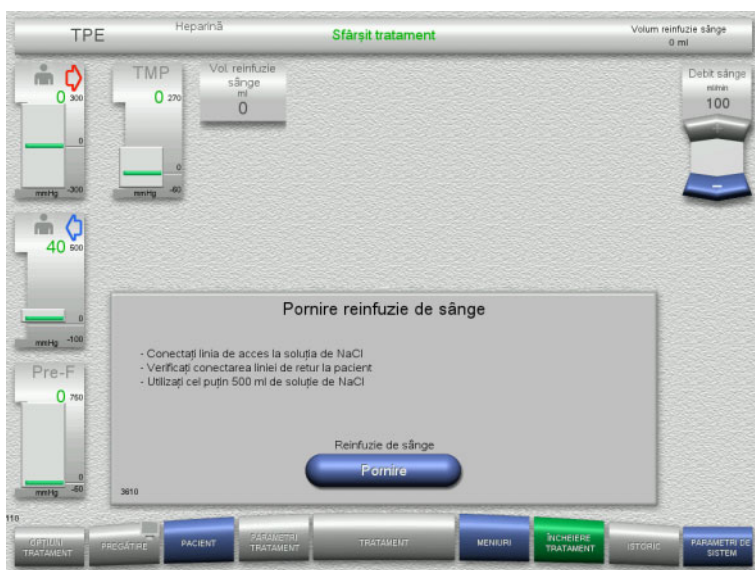 TPE
Heparină
Sfârșit tratament
Volum reinfuzie sânge
0 ml
0 300
0
mmHg -300
TMP
0 270
0
mmHg -60
Vol. reinfuzie
sânge
ml
0
Debit sânge
ml/min
100
+
-
40 500
0
mmHg -100
Pre-F
0 750
0
mmHg -50
Pornire reinfuzie de sânge
- Conectați linia de acces la soluția de NaCl
- Verificați conectarea liniei de retur la pacient
- Utilizați cel puțin 500 ml de soluție de NaCl
Reinfuzie de sânge
Pornire
3610
110
OPȚIUNI
TRATAMENT
PREGĂTIRE
PACIENT
PARAMETRI
TRATAMENT
TRATAMENT
MENIURI
ÎNCHEIERE
TRATAMENT
ISTORIC
PARAMETRI DE
SISTEM